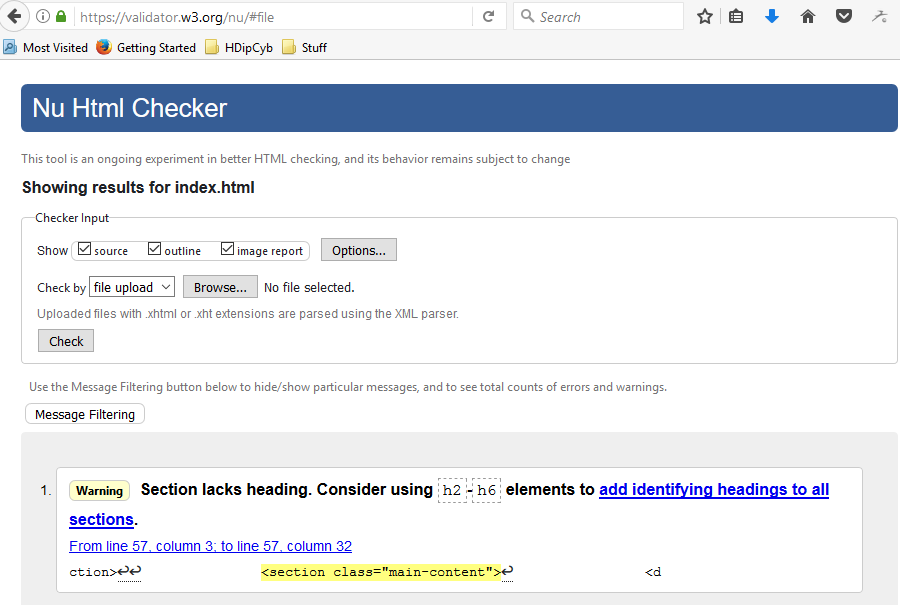 https://validator.w3.org/nu/#file
Search
Most Visited
Getting Started
HDipCyb
Stuff
Nu Html Checker
This tool is an ongoing experiment in better HTML checking, and its behavior remains subject to change
Showing results for index.html
Checker Input
Show source outline image report Options...
Check by file upload Browse... No file selected.
Uploaded files with .xhtml or .xht extensions are parsed using the XML parser.
Check
Use the Message Filtering button below to hide/show particular messages, and to see total counts of errors and warnings.
Message Filtering
1. Warning Section lacks heading. Consider using h2-h6 elements to add identifying headings to all
sections.
From line 57, column 3; to line 57, column 32
ction>↩↩ <section class="main-content">↩ <d